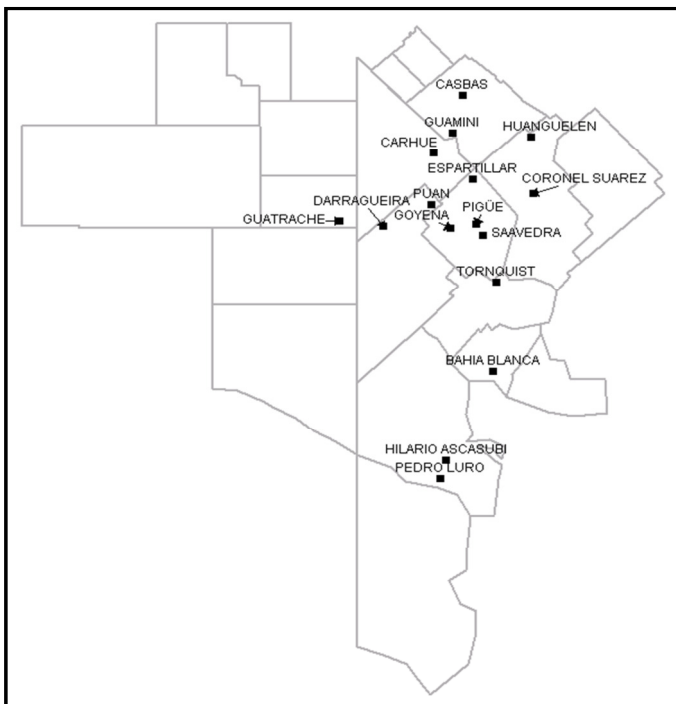 CASBAS
GUAMINI
HUANGUELEN
CARHUE
ESPARTILLAR
CORONEL SUAREZ
DARRAGUEIRA
PUAN
PIGÜE
GUATRACHE
GOYENA
SAAVEDRA
TORNQUIST
BAHIA BLANCA
HILARIO ASCASUBI
PEDRO LURO